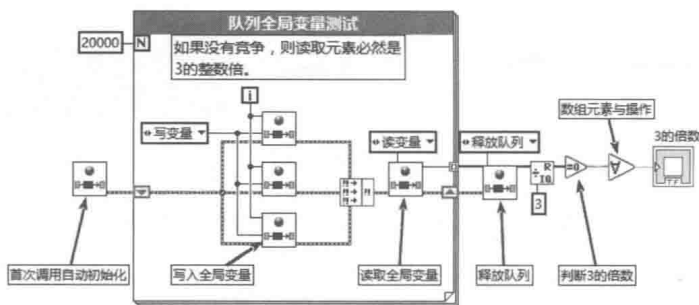 队列全局变量测试
20000
N
如果没有竞争，则读取元素必然是
3的整数倍。
i
写变量
读变量
释放队列
数组元素与操作
3的倍数
R
IQ
=0
3
首次调用自动初始化
写入全局变量
读取全局变量
释放队列
判断3的倍数